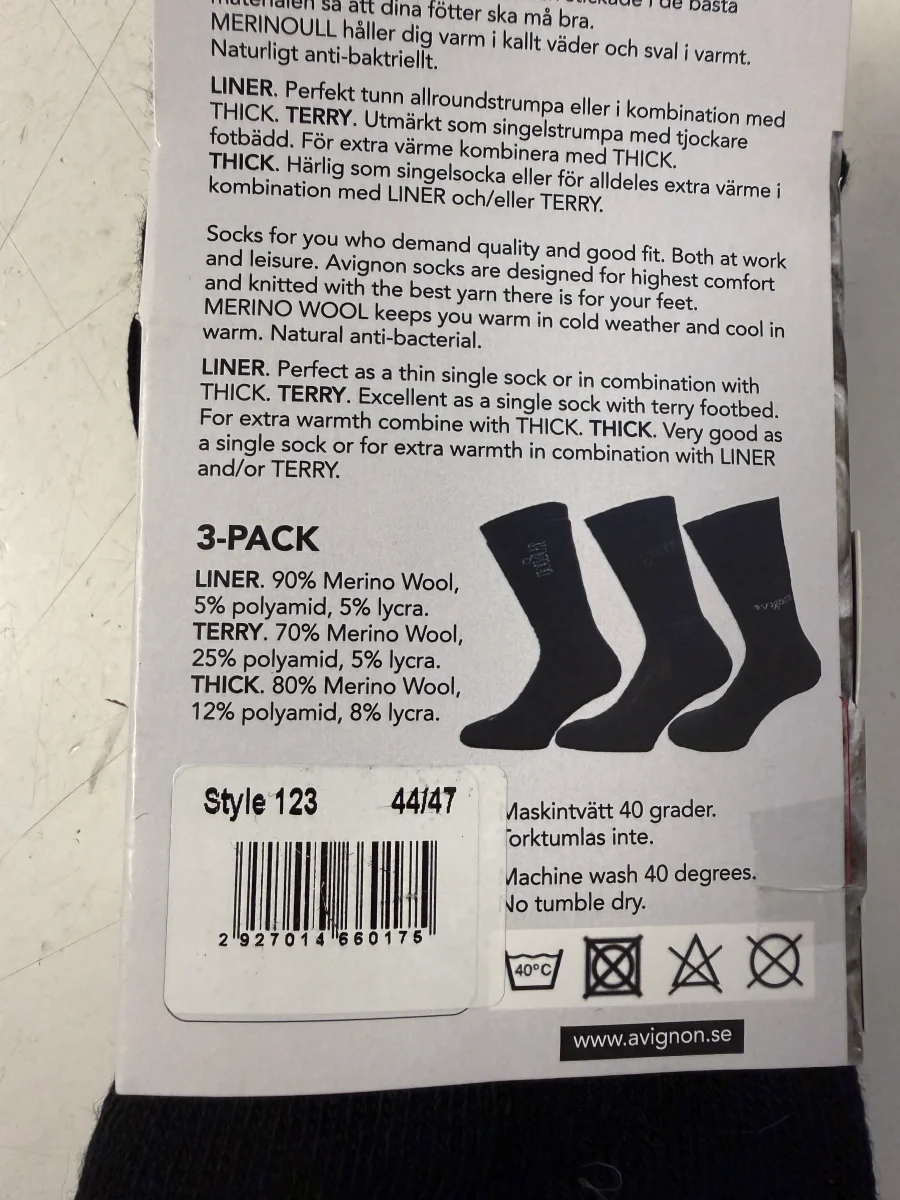 materialen så att dina fötter ska må bra.
MERINOULL håller dig varm i kallt väder och sval i varmt.
Naturligt anti-baktriellt.
LINER. Perfekt tunn allroundstrumpa eller i kombination med
THICK. TERRY. Utmärkt som singelstrumpa med tjockare
fotbädd. För extra värme kombinera med THICK.
THICK. Härlig som singelsocka eller för alldeles extra värme i
kombination med LINER och/eller TERRY.
Socks for you who demand quality and good fit. Both at work
and leisure. Avignon socks are designed for highest comfort
and knitted with the best yarn there is for your feet.
MERINO WOOL keeps you warm in cold weather and cool in
warm. Natural anti-bacterial.
LINER. Perfect as a thin single sock or in combination with
THICK. TERRY. Excellent as a single sock with terry footbed.
For extra warmth combine with THICK. THICK. Very good as
a single sock or for extra warmth in combination with LINER
and/or TERRY.
3-PACK
LINER. 90% Merino Wool,
5% polyamid, 5% lycra.
TERRY. 70% Merino Wool,
25% polyamid, 5% lycra.
THICK. 80% Merino Wool,
12% polyamid, 8% lycra.
Style 123 44/47
2 927014 660175
Maskintvätt 40 grader.
Torktumlas inte.
Machine wash 40 degrees.
No tumble dry.
40°C
www.avignon.se